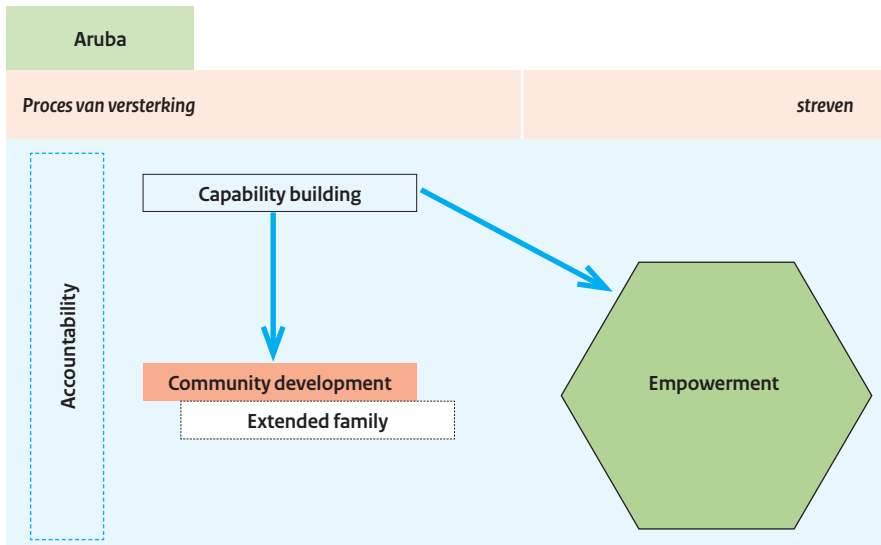 Aruba
Proces van versterking
streven
Capability building
Accountability
Community development
Extended family
Empowerment